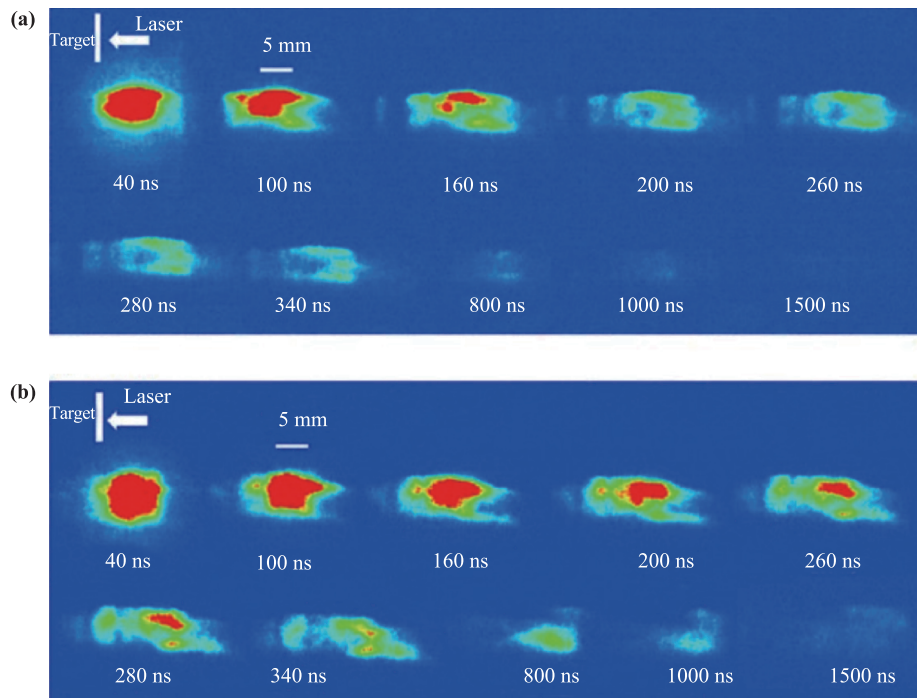 (a)
Laser
Target
5 mm
40 ns
100 ns
160 ns
200 ns
260 ns
280 ns
340 ns
800 ns
1000 ns
1500 ns
(b)
Laser
Target
5 mm
40 ns
100 ns
160 ns
200 ns
260 ns
280 ns
340 ns
800 ns
1000 ns
1500 ns